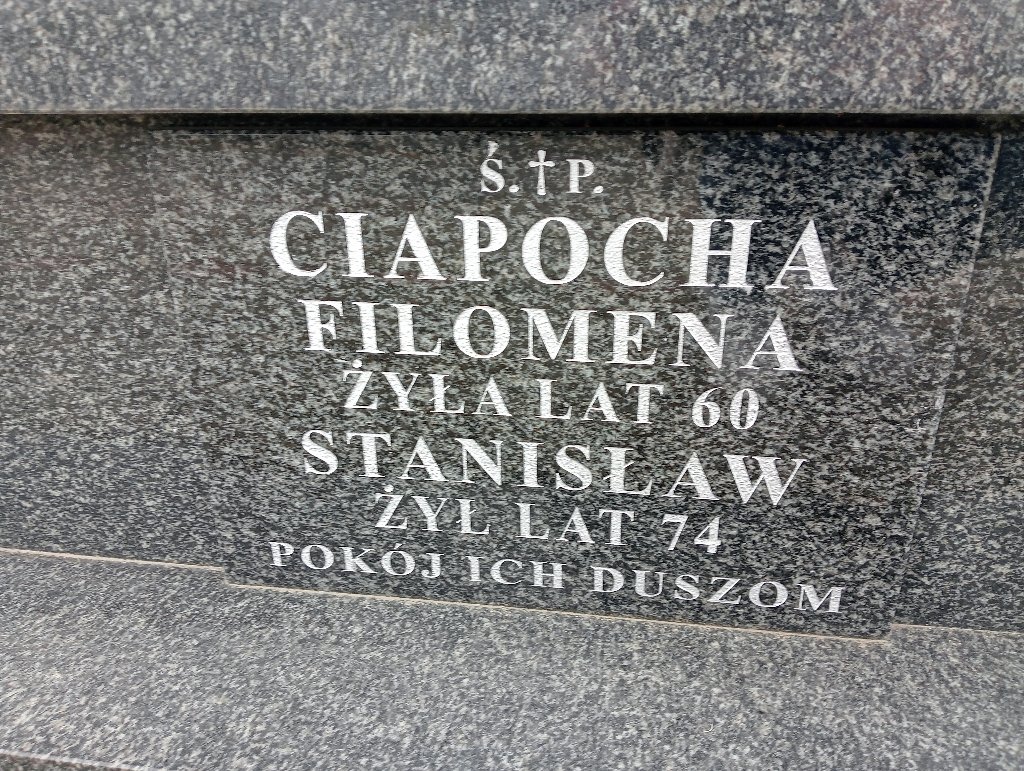 Ś.†P.
CIAPOCHA
FILOMENA
ŻYŁA LAT 60
STANISŁAW
ŻYŁ LAT 74
POKÓJ ICH DUSZOM